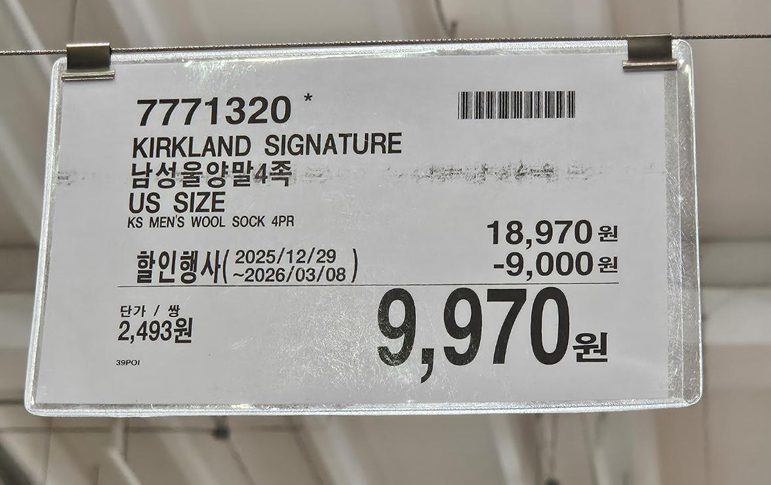 7771320 *
KIRKLAND SIGNATURE
남성울양말4족
US SIZE
KS MEN'S WOOL SOCK 4PR
18,970원
할인행사( 2025/12/29
~2026/03/08 )
-9,000원
단가 / 쌍
2,493원
9,970원
39POI